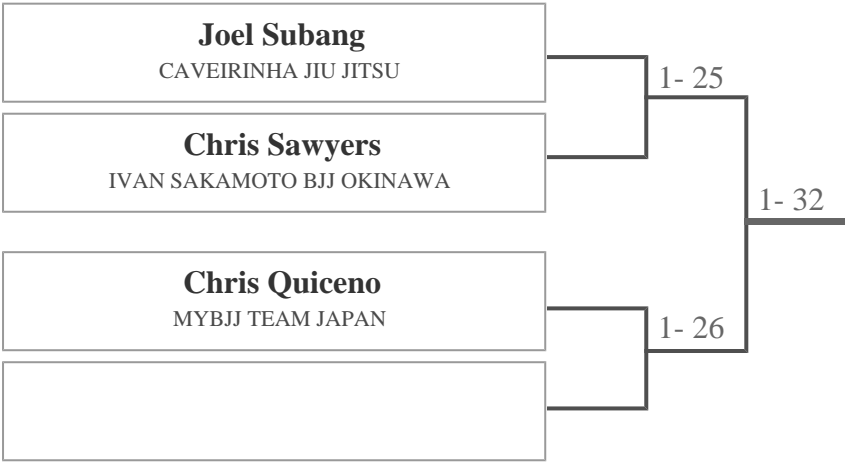 Joel Subang
CAVEIRINHA JIU JITSU
1- 25
Chris Sawyers
IVAN SAKAMOTO BJJ OKINAWA
1- 32
Chris Quiceno
MYBJJ TEAM JAPAN
1- 26